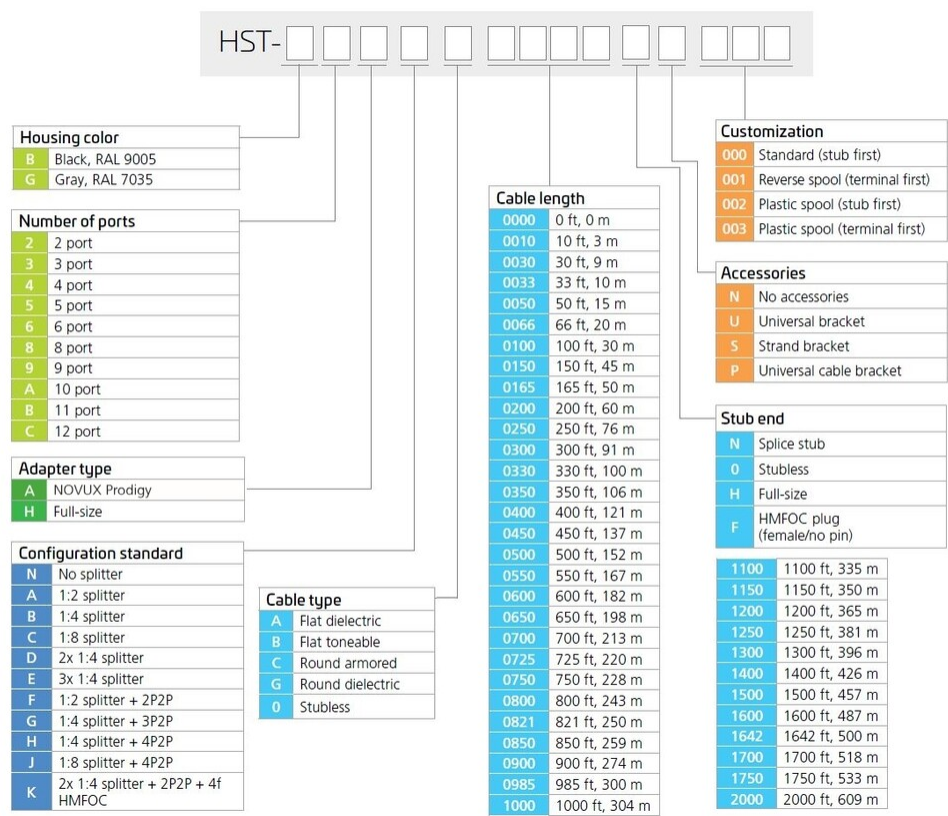 HST-
Housing color
B Black, RAL 9005
G Gray, RAL 7035
Number of ports
2 2 port
3 3 port
4 4 port
5 5 port
6 6 port
8 8 port
9 9 port
A 10 port
B 11 port
C 12 port
Adapter type
A NOVUX Prodigy
H Full-size
Configuration standard
N No splitter
A 1:2 splitter
B 1:4 splitter
C 1:8 splitter
D 2x 1:4 splitter
E 3x 1:4 splitter
F 1:2 splitter + 2P2P
G 1:4 splitter + 3P2P
H 1:4 splitter + 4P2P
J 1:8 splitter + 4P2P
K 2x 1:4 splitter + 2P2P + 4f
HMFOC
Cable type
A Flat dielectric
B Flat toneable
C Round armored
G Round dielectric
0 Stubless
Cable length
0000 0 ft, 0 m
0010 10 ft, 3 m
0030 30 ft, 9 m
0033 33 ft, 10 m
0050 50 ft, 15 m
0066 66 ft, 20 m
0100 100 ft, 30 m
0150 150 ft, 45 m
0165 165 ft, 50 m
0200 200 ft, 60 m
0250 250 ft, 76 m
0300 300 ft, 91 m
0330 330 ft, 100 m
0350 350 ft, 106 m
0400 400 ft, 121 m
0450 450 ft, 137 m
0500 500 ft, 152 m
0550 550 ft, 167 m
0600 600 ft, 182 m
0650 650 ft, 198 m
0700 700 ft, 213 m
0725 725 ft, 220 m
0750 750 ft, 228 m
0800 800 ft, 243 m
0821 821 ft, 250 m
0850 850 ft, 259 m
0900 900 ft, 274 m
0985 985 ft, 300 m
1000 1000 ft, 304 m
Customization
000 Standard (stub first)
001 Reverse spool (terminal first)
002 Plastic spool (stub first)
003 Plastic spool (terminal first)
Accessories
N No accessories
U Universal bracket
S Strand bracket
P Universal cable bracket
Stub end
N Splice stub
0 Stubless
H Full-size
F HMFOC plug
(female/no pin)
1100 1100 ft, 335 m
1150 1150 ft, 350 m
1200 1200 ft, 365 m
1250 1250 ft, 381 m
1300 1300 ft, 396 m
1400 1400 ft, 426 m
1500 1500 ft, 457 m
1600 1600 ft, 487 m
1642 1642 ft, 500 m
1700 1700 ft, 518 m
1750 1750 ft, 533 m
2000 2000 ft, 609 m